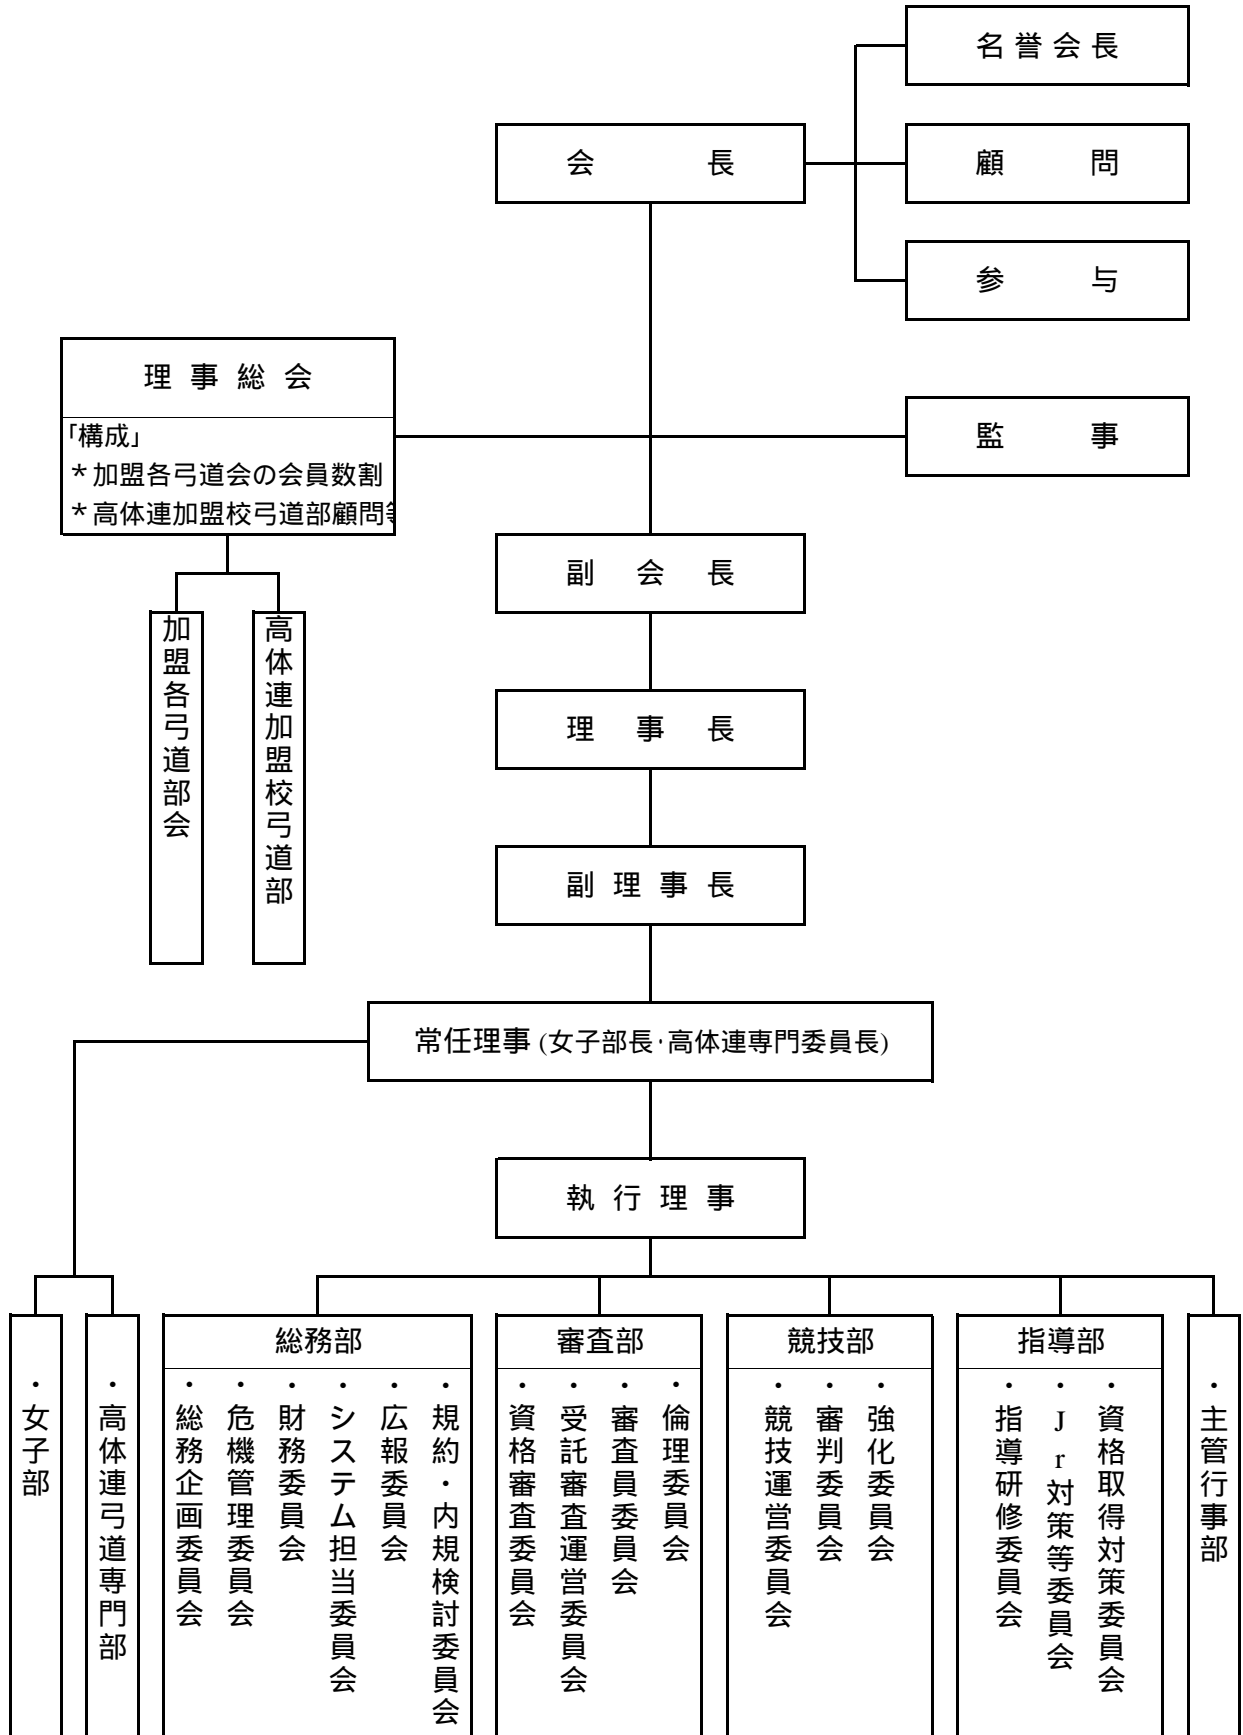 名誉会長
会長
顧問
参与
理事総会
「構成」
＊加盟各弓道会の会員数割
＊高体連加盟校弓道部顧問等
監事
副会長
加盟各弓道部会
高体連加盟校弓道部
理事長
副理事長
常任理事(女子部長・高体連専門委員長)
執行理事
・女子部
・高体連弓道専門部
総務部
・総務企画委員会
・危機管理委員会
・財務委員会
・システム担当委員会
・広報委員会
・規約・内規検討委員会
審査部
・資格審査委員会
・受託審査運営委員会
・審査員委員会
・倫理委員会
競技部
・競技運営委員会
・審判委員会
・強化委員会
指導部
・指導研修委員会
・Jr対策等委員会
・資格取得対策委員会
・主管行事部